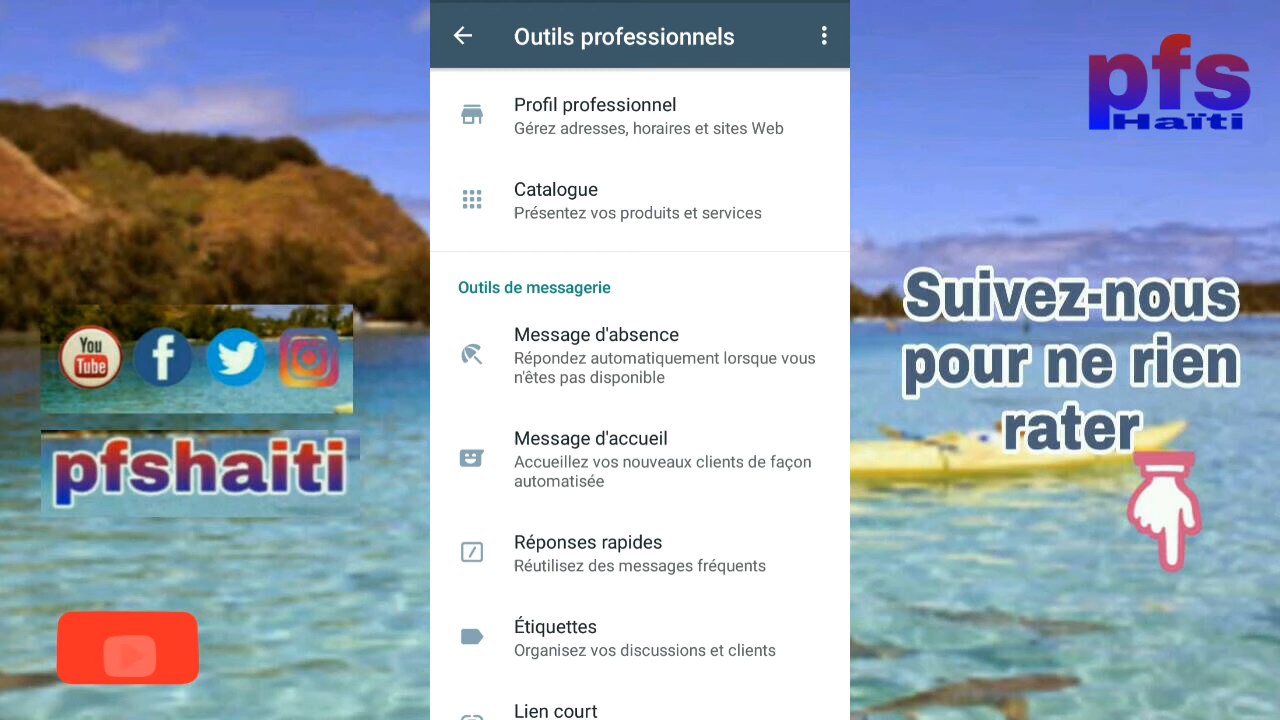 Outils professionnels
Profil professionnel
Gérez adresses, horaires et sites Web
Catalogue
Présentez vos produits et services
Outils de messagerie
Message d'absence
Répondez automatiquement lorsque vous
n'êtes pas disponible
Message d'accueil
Accueillez vos nouveaux clients de façon
automatisée
Réponses rapides
Réutilisez des messages fréquents
Étiquettes
Organisez vos discussions et clients
Lien court
You
Tube
pfshaiti
pfs
Haïti
Suivez-nous
pour ne rien
rater